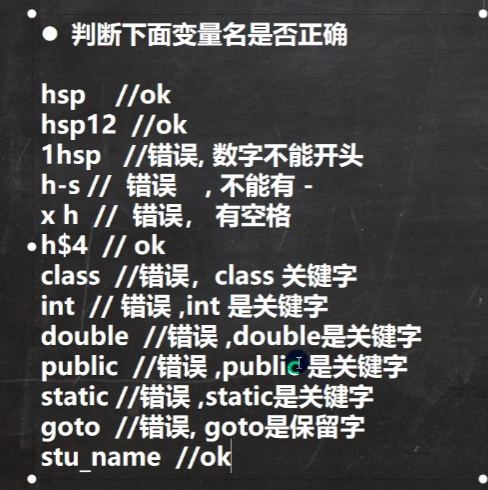 ● 判断下面变量名是否正确
hsp //ok
hsp12 //ok
1hsp //错误, 数字不能开头
h-s // 错误 , 不能有 -
x h // 错误， 有空格
h$4 // ok
class //错误，class 关键字
int // 错误 ,int 是关键字
double //错误 ,double是关键字
public //错误 ,public 是关键字
static //错误 ,static是关键字
goto //错误, goto是保留字
stu_name //ok